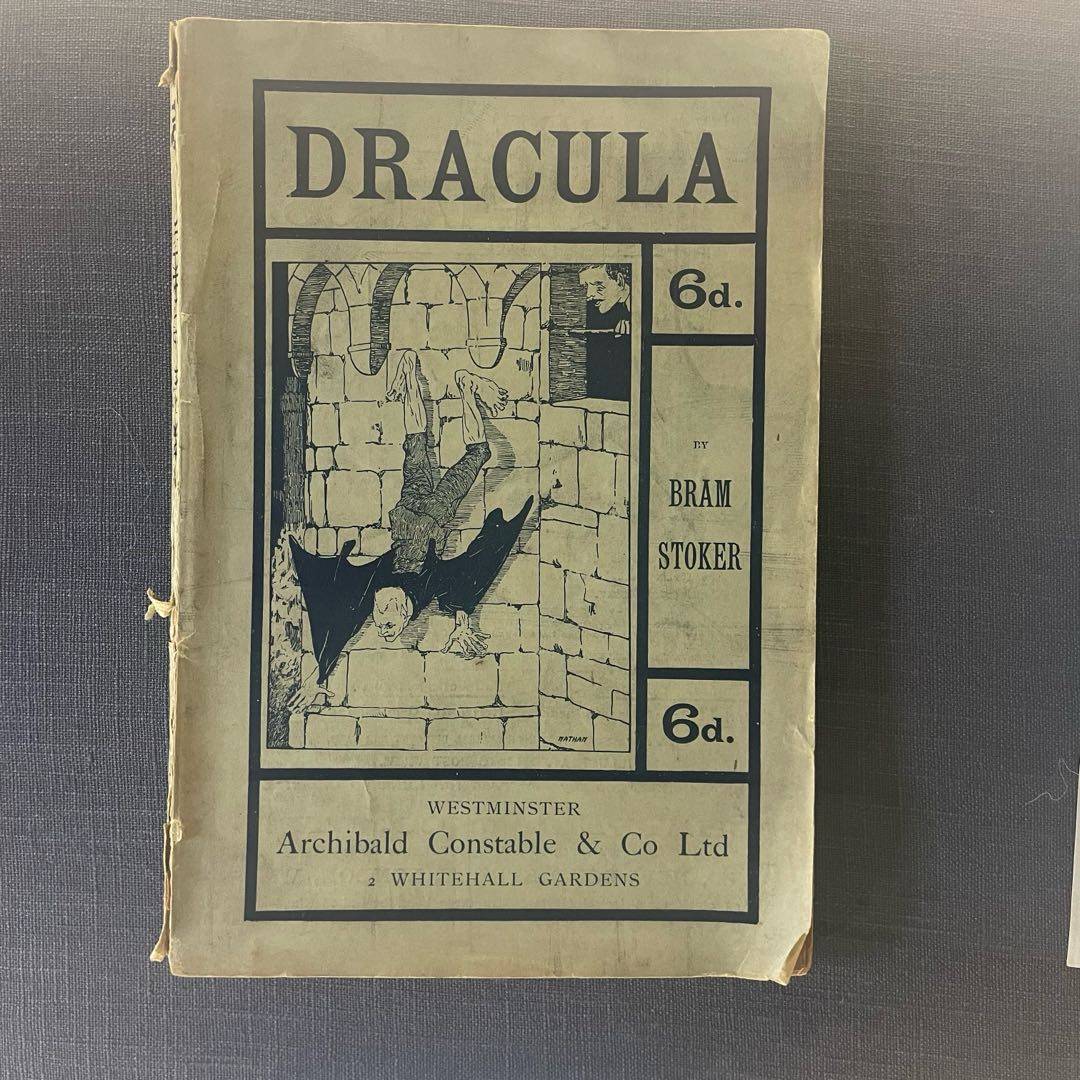 DRACULA
6d.
BY
BRAM
STOKER
6d.
NATHAN
WESTMINSTER
Archibald Constable & Co Ltd
2 WHITEHALL GARDENS